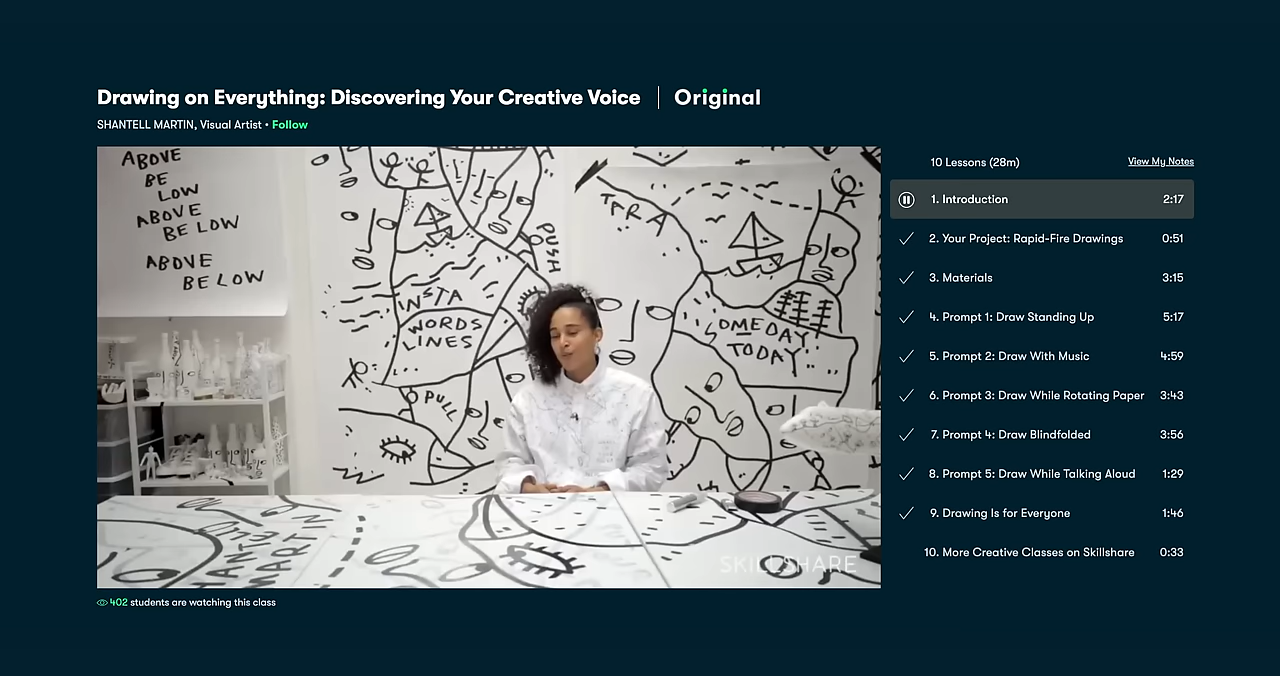 Drawing on Everything: Discovering Your Creative Voice | Original
SHANTELL MARTIN, Visual Artist • Follow
ABOVE
BE
LOW
ABOVE
BE LOW
ABOVE
BE LOW
PUSH
INSTA
WORDS
LINES
PULL
SOMEDAY
TODAY
MARTIN
SKILLSHARE
402 students are watching this class
10 Lessons (28m)
View My Notes
1. Introduction 2:17
2. Your Project: Rapid-Fire Drawings 0:51
3. Materials 3:15
4. Prompt 1: Draw Standing Up 5:17
5. Prompt 2: Draw With Music 4:59
6. Prompt 3: Draw While Rotating Paper 3:43
7. Prompt 4: Draw Blindfolded 3:56
8. Prompt 5: Draw While Talking Aloud 1:29
9. Drawing Is for Everyone 1:46
10. More Creative Classes on Skillshare 0:33